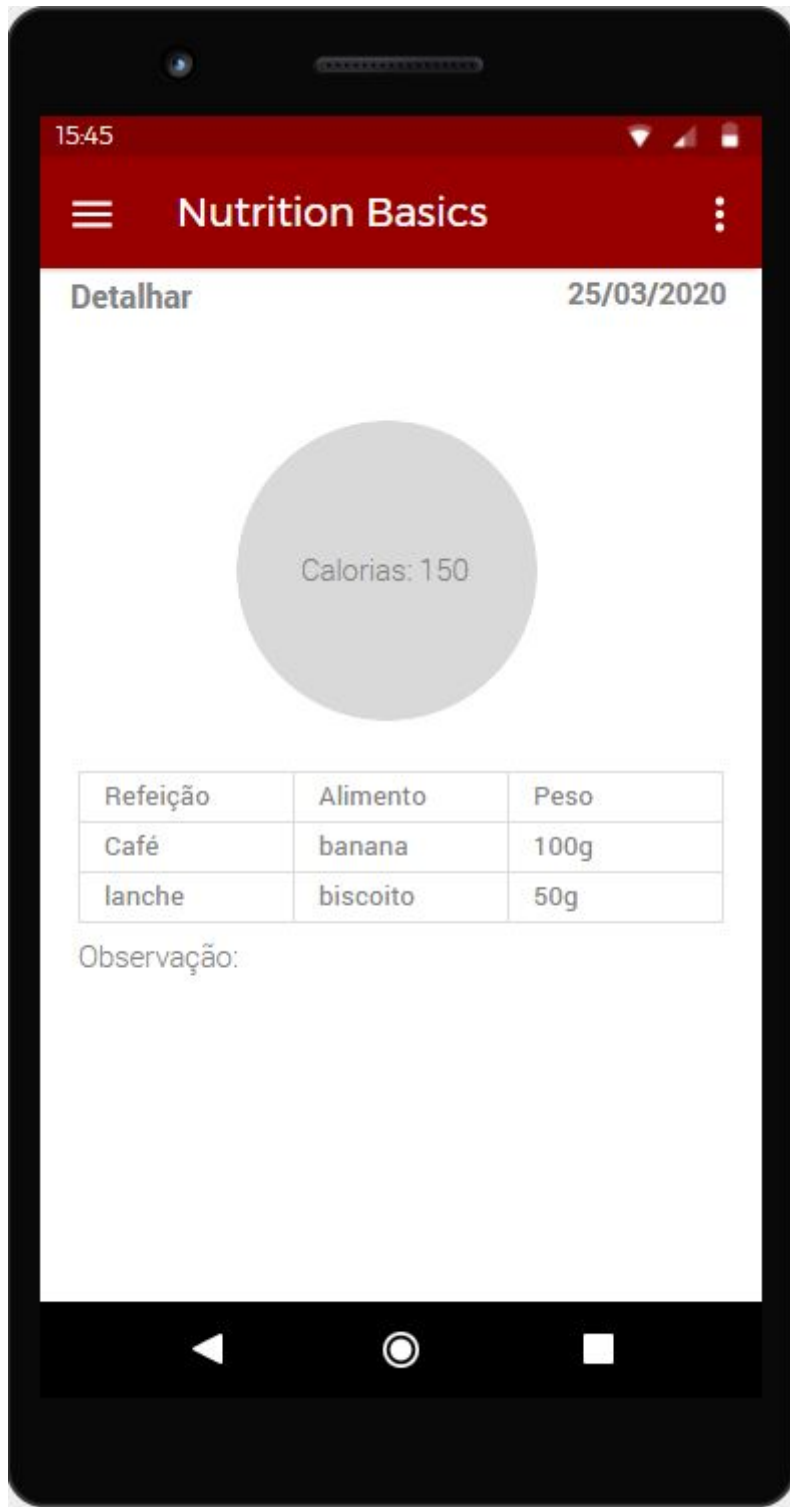 15:45
Nutrition Basics
Detalhar 25/03/2020
Calorias: 150
Refeição Alimento Peso
Café banana 100g
lanche biscoito 50g
Observação: